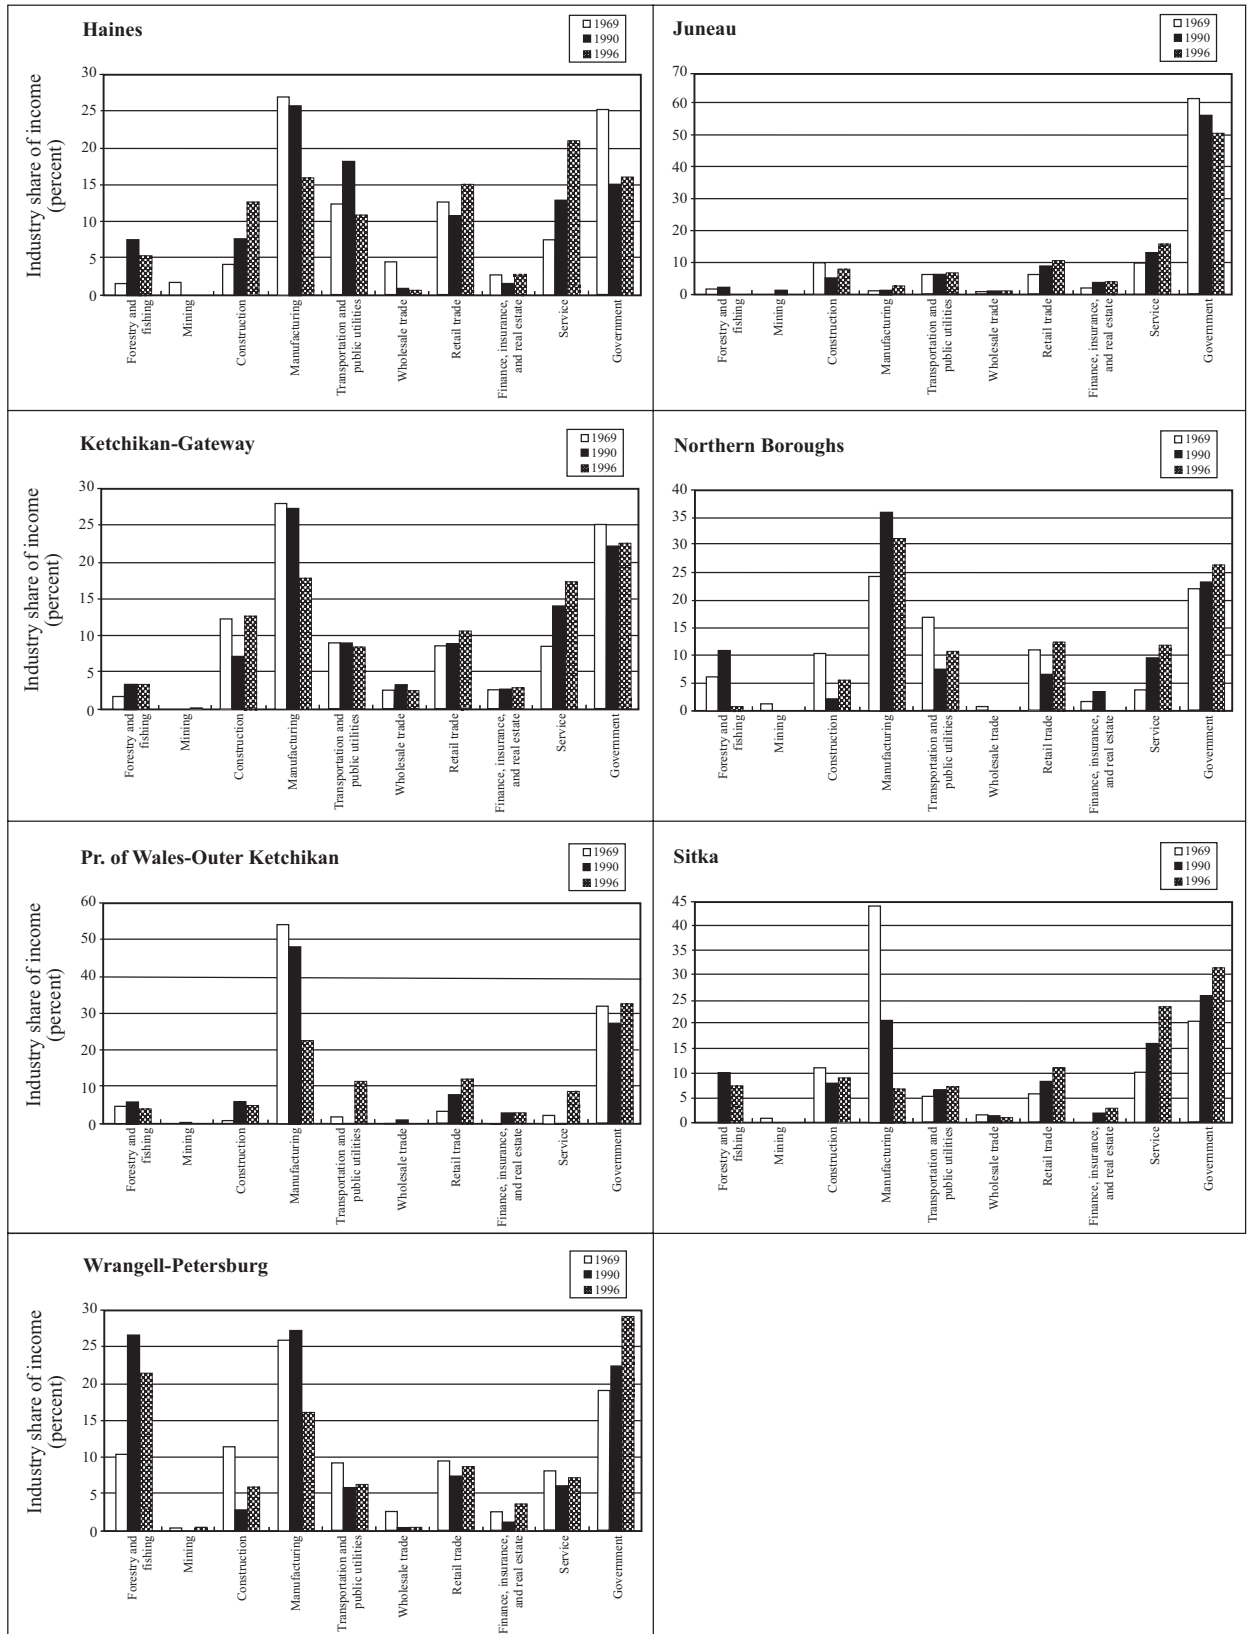 Haines
1969
1990
1996
Industry share of income
(percent)
30
25
20
15
10
5
0
Forestry and
fishing
Mining
Construction
Manufacturing
Transportation and
public utilities
Wholesale trade
Retail trade
Finance, insurance,
and real estate
Service
Government
Juneau
1969
1990
1996
70
60
50
40
30
20
10
0
Forestry and
fishing
Mining
Construction
Manufacturing
Transportation and
public utilities
Wholesale trade
Retail trade
Finance, insurance,
and real estate
Service
Government
Ketchikan-Gateway
1969
1990
1996
Industry share of income
(percent)
30
25
20
15
10
5
0
Forestry and
fishing
Mining
Construction
Manufacturing
Transportation and
public utilities
Wholesale trade
Retail trade
Finance, insurance,
and real estate
Service
Government
Northern Boroughs
1969
1990
1996
40
35
30
25
20
15
10
5
0
Forestry and
fishing
Mining
Construction
Manufacturing
Transportation and
public utilities
Wholesale trade
Retail trade
Finance, insurance,
and real estate
Service
Government
Pr. of Wales-Outer Ketchikan
1969
1990
1996
Industry share of income
(percent)
60
50
40
30
20
10
0
Forestry and
fishing
Mining
Construction
Manufacturing
Transportation and
public utilities
Wholesale trade
Retail trade
Finance, insurance,
and real estate
Service
Government
Sitka
1969
1990
1996
45
40
35
30
25
20
15
10
5
0
Forestry and
fishing
Mining
Construction
Manufacturing
Transportation and
public utilities
Wholesale trade
Retail trade
Finance, insurance,
and real estate
Service
Government
Wrangell-Petersburg
1969
1990
1996
Industry share of income
(percent)
30
25
20
15
10
5
0
Forestry and
fishing
Mining
Construction
Manufacturing
Transportation and
public utilities
Wholesale trade
Retail trade
Finance, insurance,
and real estate
Service
Government